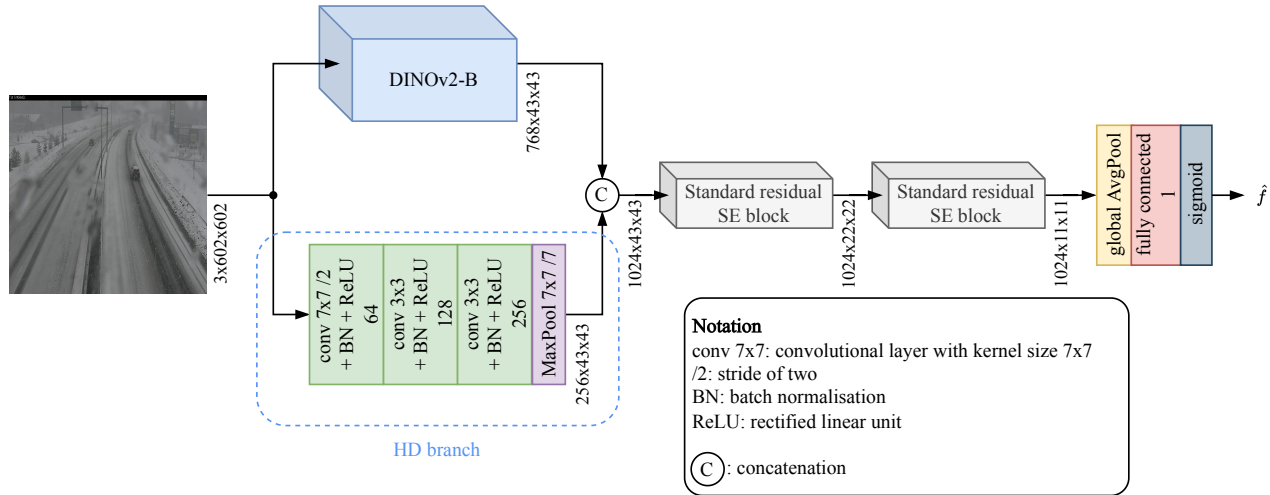 DINOv2-B
768x43x43
3x602x602
C
1024x43x43
Standard residual
SE block
1024x22x22
Standard residual
SE block
1024x11x11
global AvgPool
fully connected
1
sigmoid
f̂
conv 7x7 /2
+ BN + ReLU
64
conv 3x3
+ BN + ReLU
128
conv 3x3
+ BN + ReLU
256
MaxPool 7x7 /7
256x43x43
HD branch
Notation
conv 7x7: convolutional layer with kernel size 7x7
/2: stride of two
BN: batch normalisation
ReLU: rectified linear unit
C : concatenation